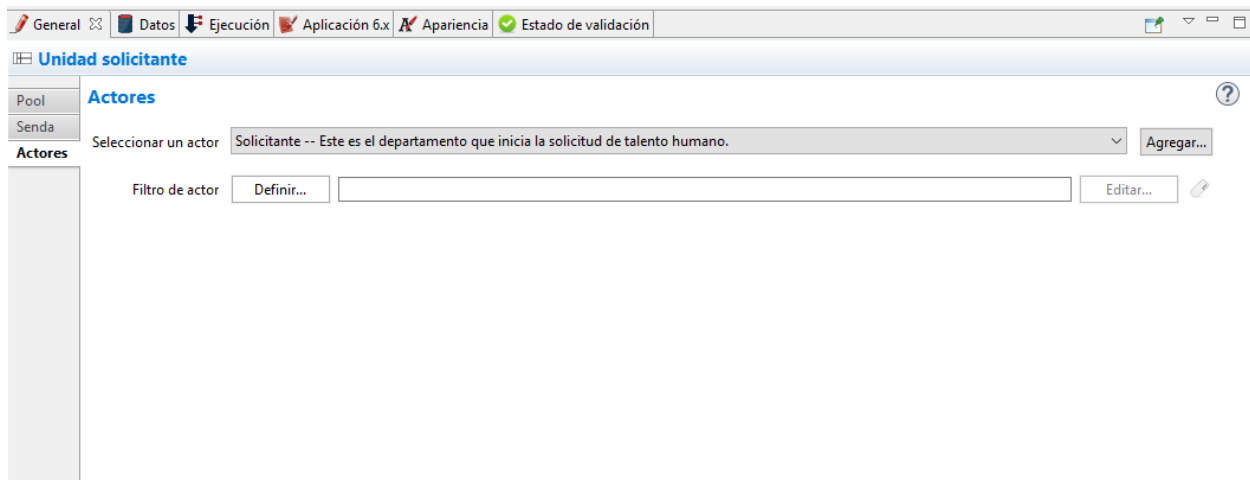 General Datos Ejecución Aplicación 6.x Apariencia Estado de validación
Unidad solicitante
Pool
Senda
Actores
Actores
Seleccionar un actor Solicitante -- Este es el departamento que inicia la solicitud de talento humano. Agregar...
Filtro de actor Definir... Editar...